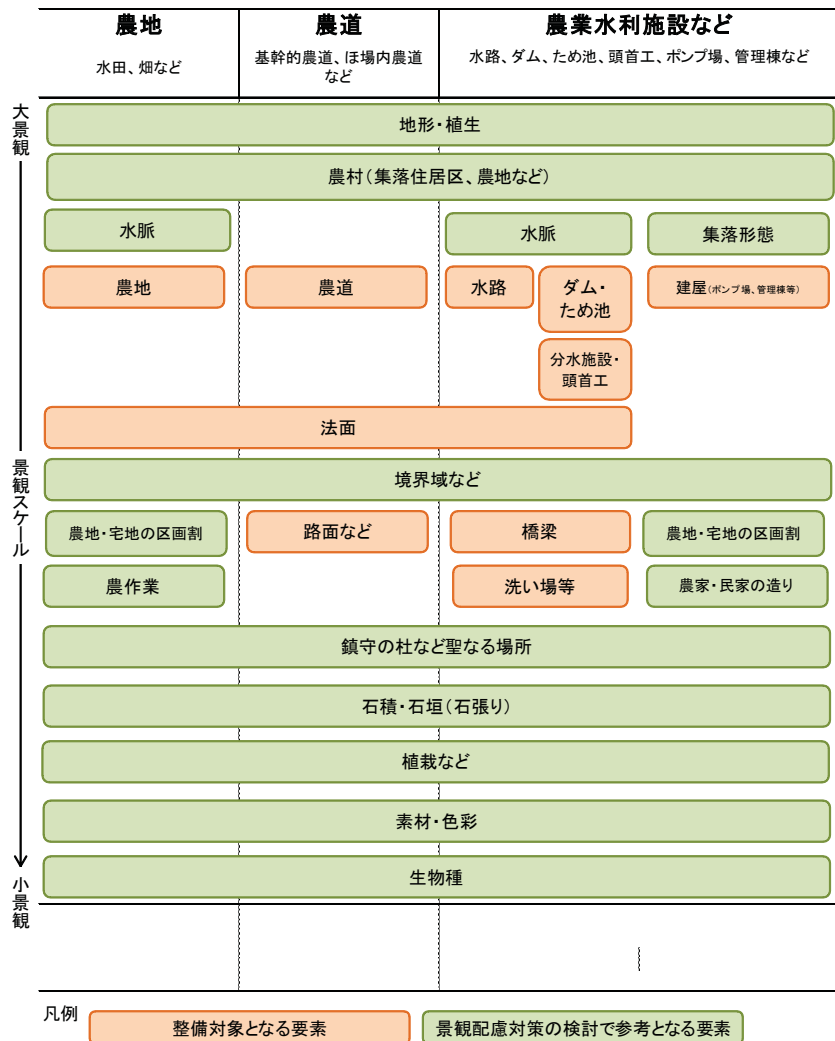 農地
水田、畑など
農道
基幹的農道、ほ場内農道
など
農業水利施設など
水路、ダム、ため池、頭首工、ポンプ場、管理棟など
大景観
景観スケール
小景観
地形・植生
農村(集落住居区、農地など)
水脈
水脈
集落形態
農地
農道
水路
ダム・
ため池
建屋(ポンプ場、管理棟等)
分水施設・
頭首工
法面
境界域など
農地・宅地の区画割
路面など
橋梁
農地・宅地の区画割
農作業
洗い場等
農家・民家の造り
鎮守の杜など聖なる場所
石積・石垣(石張り)
植栽など
素材・色彩
生物種
凡例
整備対象となる要素
景観配慮対策の検討で参考となる要素